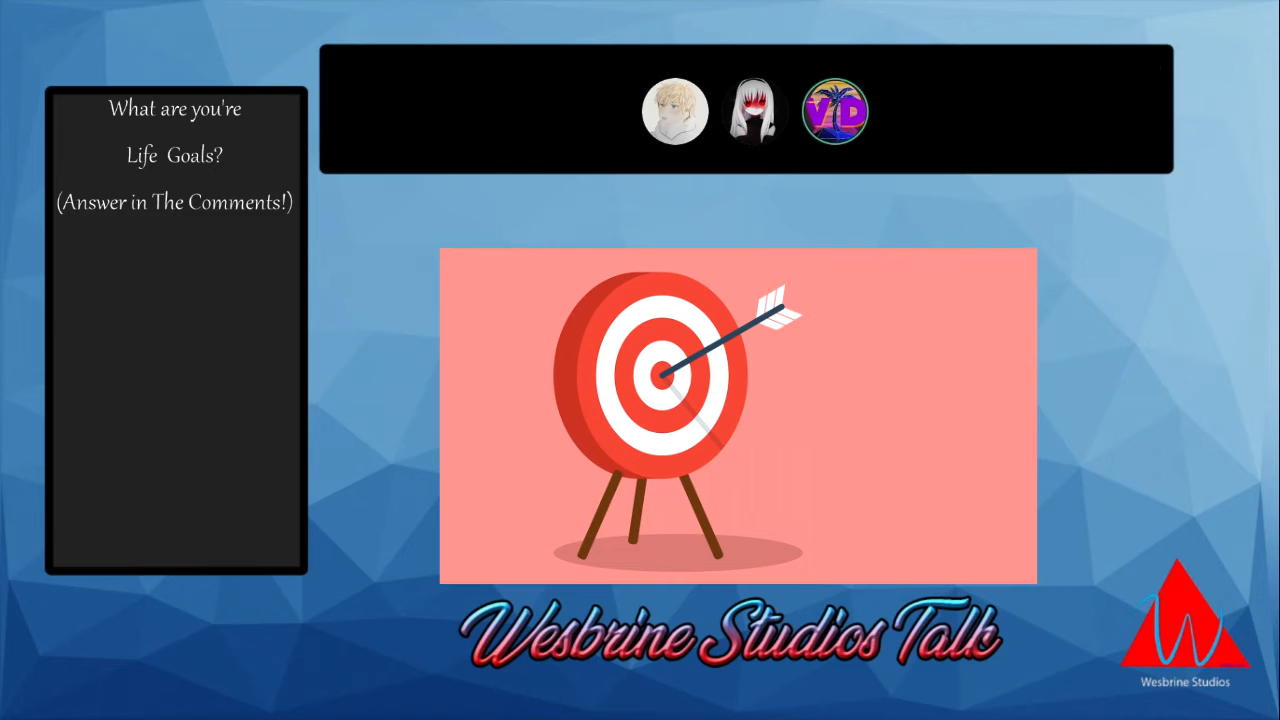 What are you're
Life Goals?
(Answer in The Comments!)
VD
Wesbrine Studios Talk
W
Wesbrine Studios